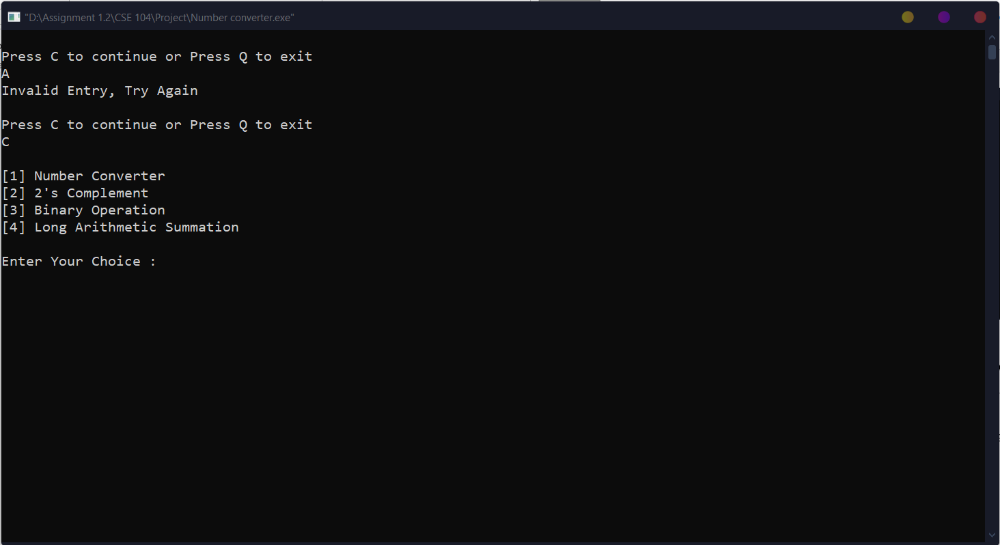 "D:\Assignment 1.2\CSE 104\Project\Number converter.exe"
Press C to continue or Press Q to exit
A
Invalid Entry, Try Again
Press C to continue or Press Q to exit
C
[1] Number Converter
[2] 2's Complement
[3] Binary Operation
[4] Long Arithmetic Summation
Enter Your Choice :